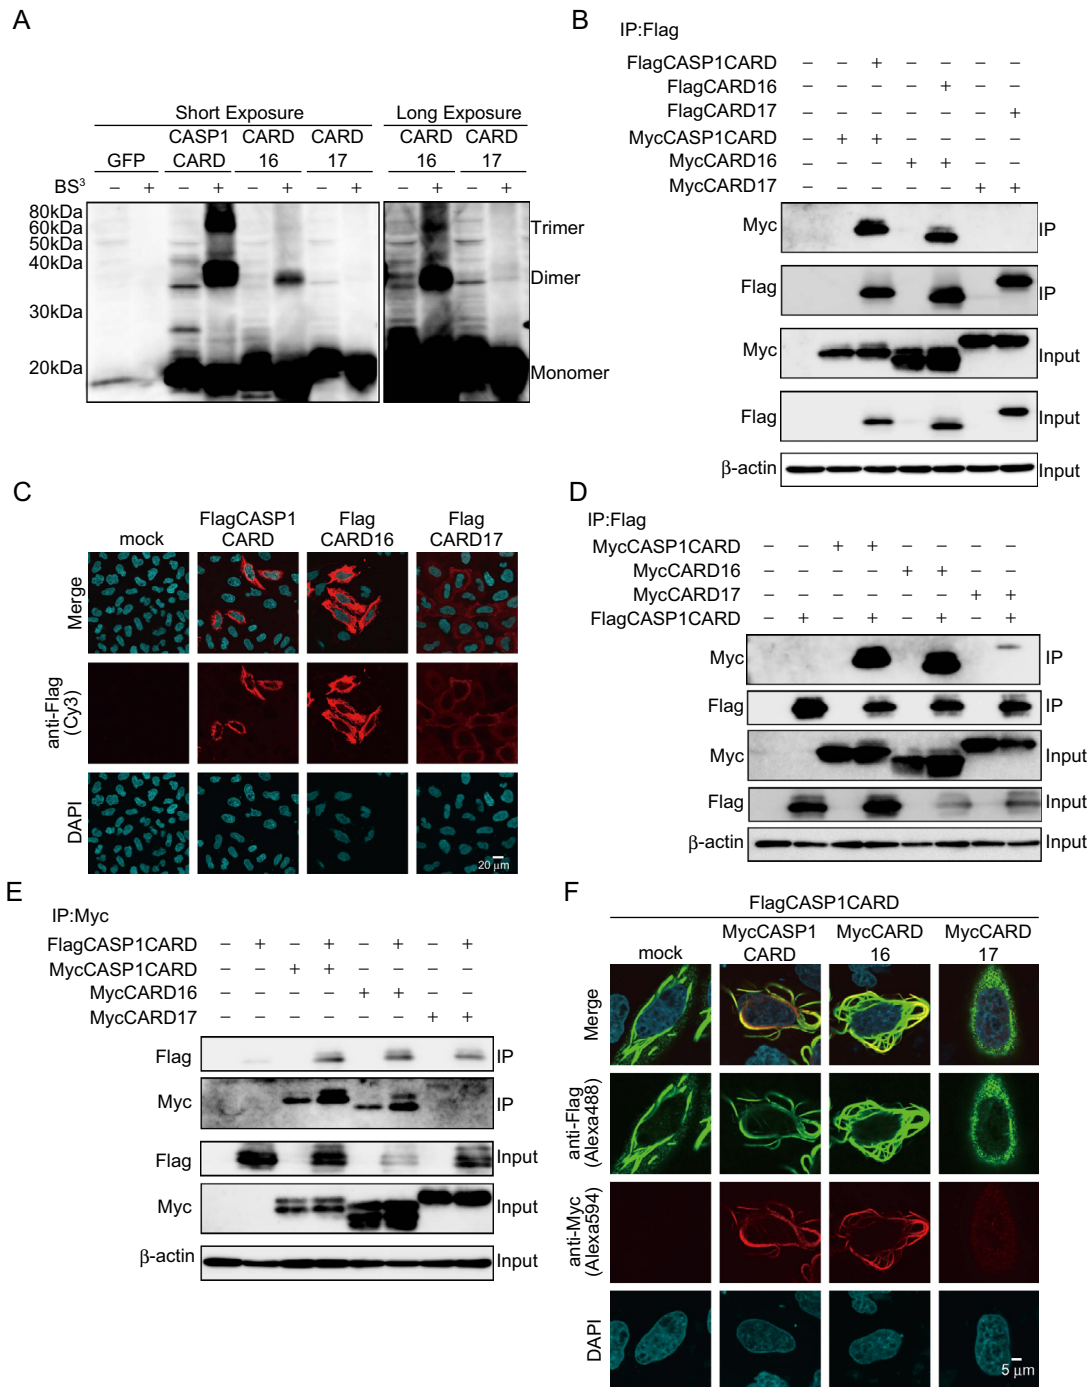 A
Short Exposure
Long Exposure
GFP
CASP1
CARD
CARD
16
CARD
17
CARD
16
CARD
17
BS³ – + – + – + – + – + – +
80kDa
60kDa
50kDa
40kDa
30kDa
20kDa
Trimer
Dimer
Monomer
B
IP:Flag
FlagCASP1CARD – – + – – – –
FlagCARD16 – – – – + – –
FlagCARD17 – – – – – – +
MycCASP1CARD – + + – – – –
MycCARD16 – – – + + – –
MycCARD17 – – – – – + +
Myc IP
Flag IP
Myc Input
Flag Input
β-actin Input
C
mock
FlagCASP1
CARD
Flag
CARD16
Flag
CARD17
Merge
anti-Flag
(Cy3)
DAPI
20 μm
D
IP:Flag
MycCASP1CARD – – + + – – – –
MycCARD16 – – – – + + – –
MycCARD17 – – – – – – + +
FlagCASP1CARD – + – + – + – +
Myc IP
Flag IP
Myc Input
Flag Input
β-actin Input
E
IP:Myc
FlagCASP1CARD – + – + – + – +
MycCASP1CARD – – + + – – – –
MycCARD16 – – – – + + – –
MycCARD17 – – – – – – + +
Flag IP
Myc IP
Flag Input
Myc Input
β-actin Input
F
FlagCASP1CARD
mock
MycCASP1
CARD
MycCARD
16
MycCARD
17
Merge
anti-Flag
(Alexa488)
anti-Myc
(Alexa594)
DAPI
5 μm